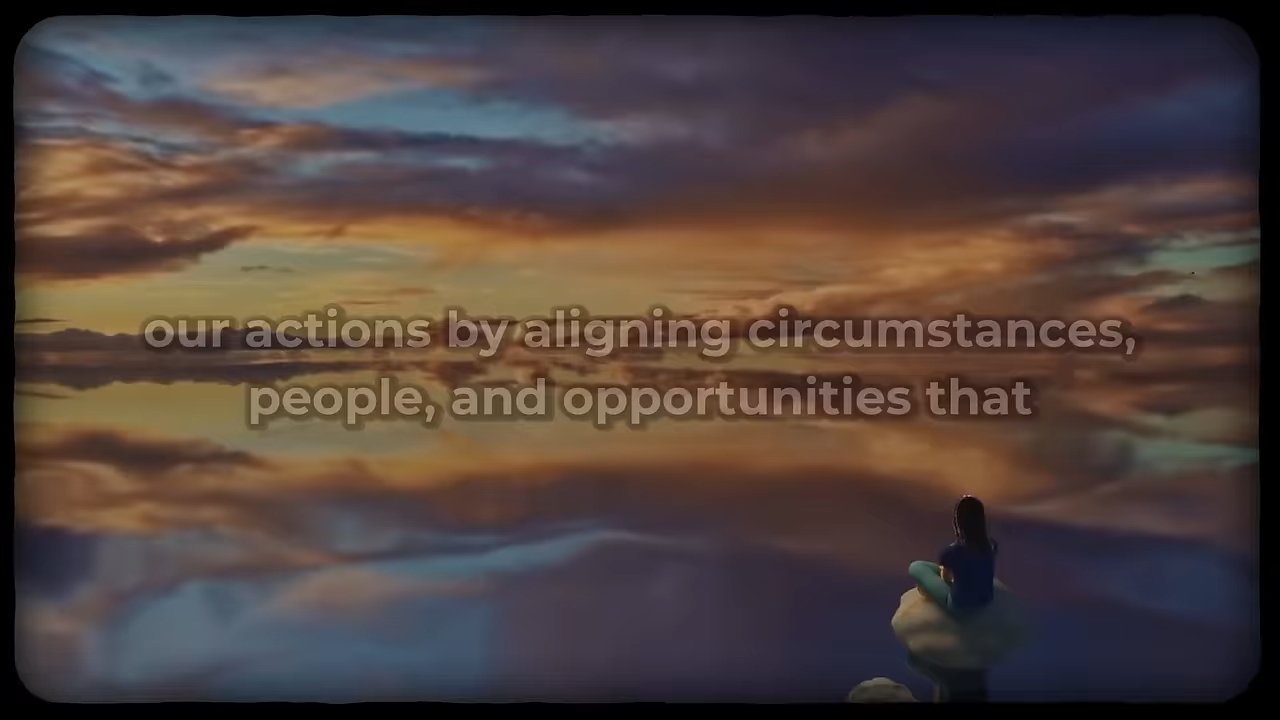 our actions by aligning circumstances,
people, and opportunities that